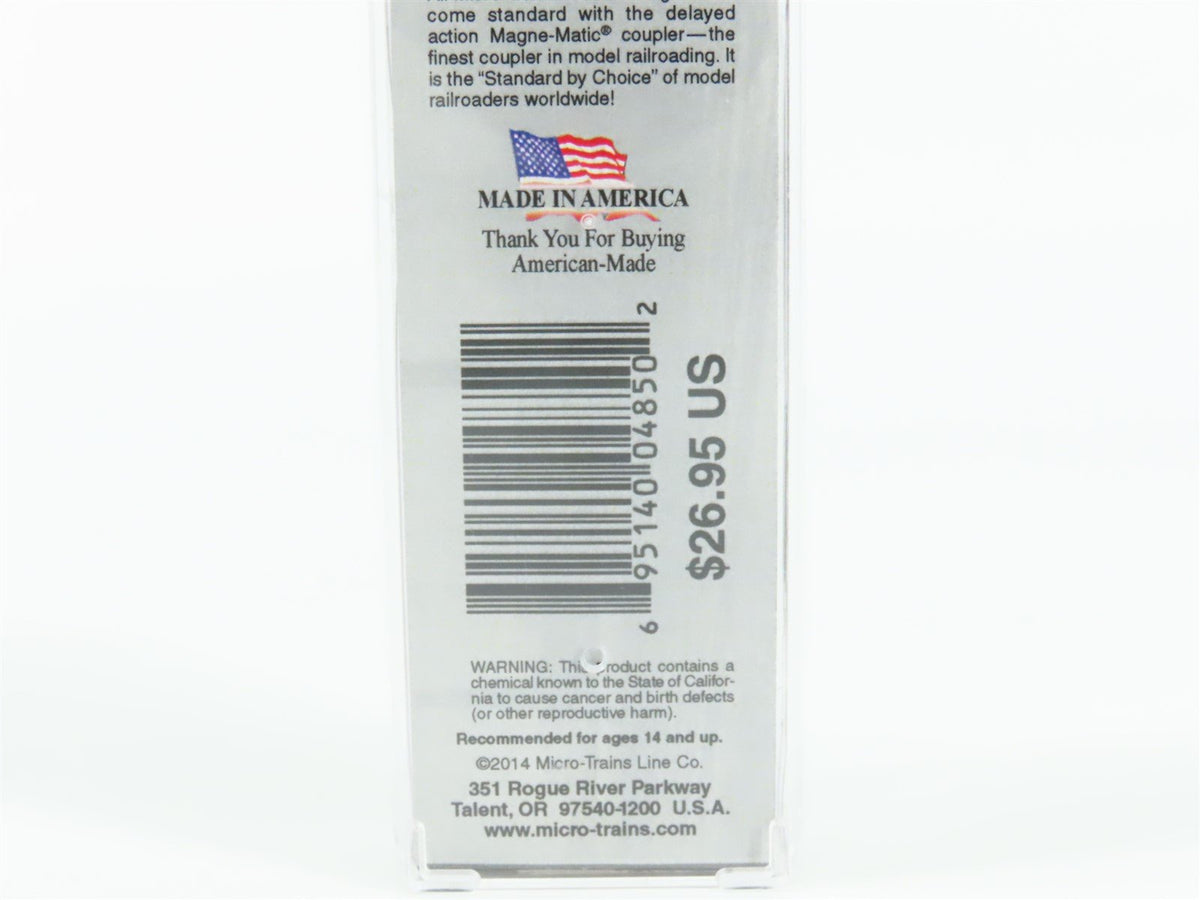 come standard with the delayed
action Magne-Matic® coupler—the
finest coupler in model railroading. It
is the “Standard by Choice” of model
railroaders worldwide!
MADE IN AMERICA
Thank You For Buying
American-Made
6 95140 04850 2
$26.95 US
WARNING: This product contains a
chemical known to the State of Califor-
nia to cause cancer and birth defects
(or other reproductive harm).
Recommended for ages 14 and up.
©2014 Micro-Trains Line Co.
351 Rogue River Parkway
Talent, OR 97540-1200 U.S.A.
www.micro-trains.com